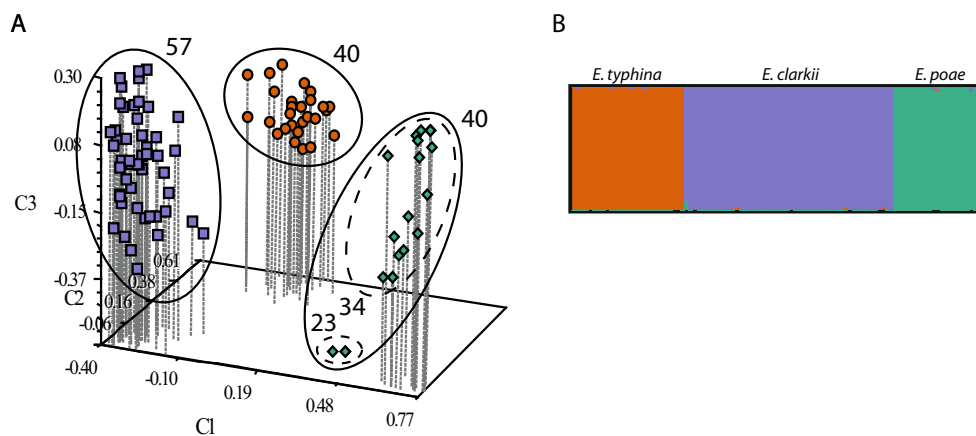 A
B
57
40
40
34
23
E. typhina
E. clarkii
E. poae
C3
0.30
0.08
-0.15
-0.37
C2
0.61
0.38
0.16
-0.06
-0.40
-0.10
0.19
0.48
0.77
C1